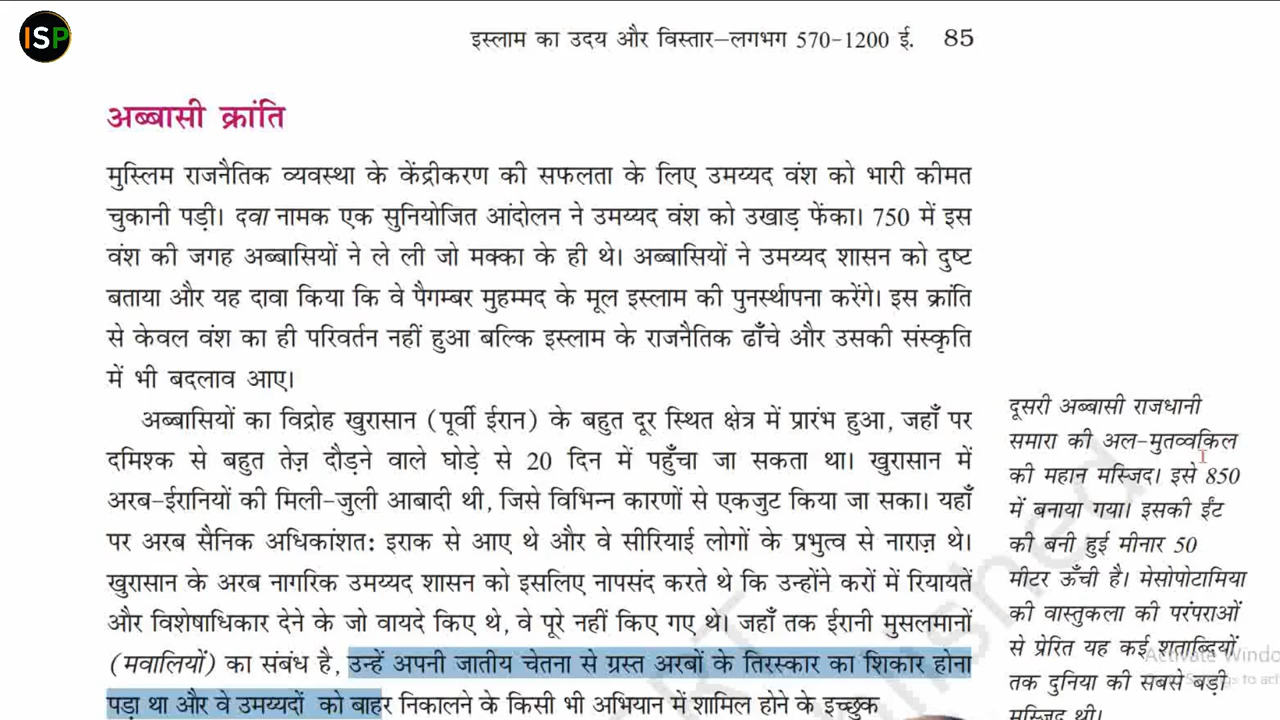 ISP
इस्लाम का उदय और विस्तार–लगभग 570-1200 ई. 85
अब्बासी क्रांति
मुस्लिम राजनैतिक व्यवस्था के केंद्रीकरण की सफलता के लिए उमय्यद वंश को भारी कीमत
चुकानी पड़ी। दवा नामक एक सुनियोजित आंदोलन ने उमय्यद वंश को उखाड़ फेंका। 750 में इस
वंश की जगह अब्बासियों ने ले ली जो मक्का के ही थे। अब्बासियों ने उमय्यद शासन को दुष्ट
बताया और यह दावा किया कि वे पैगम्बर मुहम्मद के मूल इस्लाम की पुनर्स्थापना करेंगे। इस क्रांति
से केवल वंश का ही परिवर्तन नहीं हुआ बल्कि इस्लाम के राजनैतिक ढाँचे और उसकी संस्कृति
में भी बदलाव आए।
अब्बासियों का विद्रोह खुरासान (पूर्वी ईरान) के बहुत दूर स्थित क्षेत्र में प्रारंभ हुआ, जहाँ पर
दमिश्क से बहुत तेज़ दौड़ने वाले घोड़े से 20 दिन में पहुँचा जा सकता था। खुरासान में
अरब-ईरानियों की मिली-जुली आबादी थी, जिसे विभिन्न कारणों से एकजुट किया जा सका। यहाँ
पर अरब सैनिक अधिकांशत: इराक से आए थे और वे सीरियाई लोगों के प्रभुत्व से नाराज़ थे।
खुरासान के अरब नागरिक उमय्यद शासन को इसलिए नापसंद करते थे कि उन्होंने करों में रियायतें
और विशेषाधिकार देने के जो वायदे किए थे, वे पूरे नहीं किए गए थे। जहाँ तक ईरानी मुसलमानों
(मवालियों) का संबंध है, उन्हें अपनी जातीय चेतना से ग्रस्त अरबों के तिरस्कार का शिकार होना
पड़ा था और वे उमय्यदों को बाहर निकालने के किसी भी अभियान में शामिल होने के इच्छुक
दूसरी अब्बासी राजधानी
समारा की अल-मुतव्वकिल
की महान मस्जिद। इसे 850
में बनाया गया। इसकी ईंट
की बनी हुई मीनार 50
मीटर ऊँची है। मेसोपोटामिया
की वास्तुकला की परंपराओं
से प्रेरित यह कई शताब्दियों
तक दुनिया की सबसे बड़ी
मस्जिद थी।